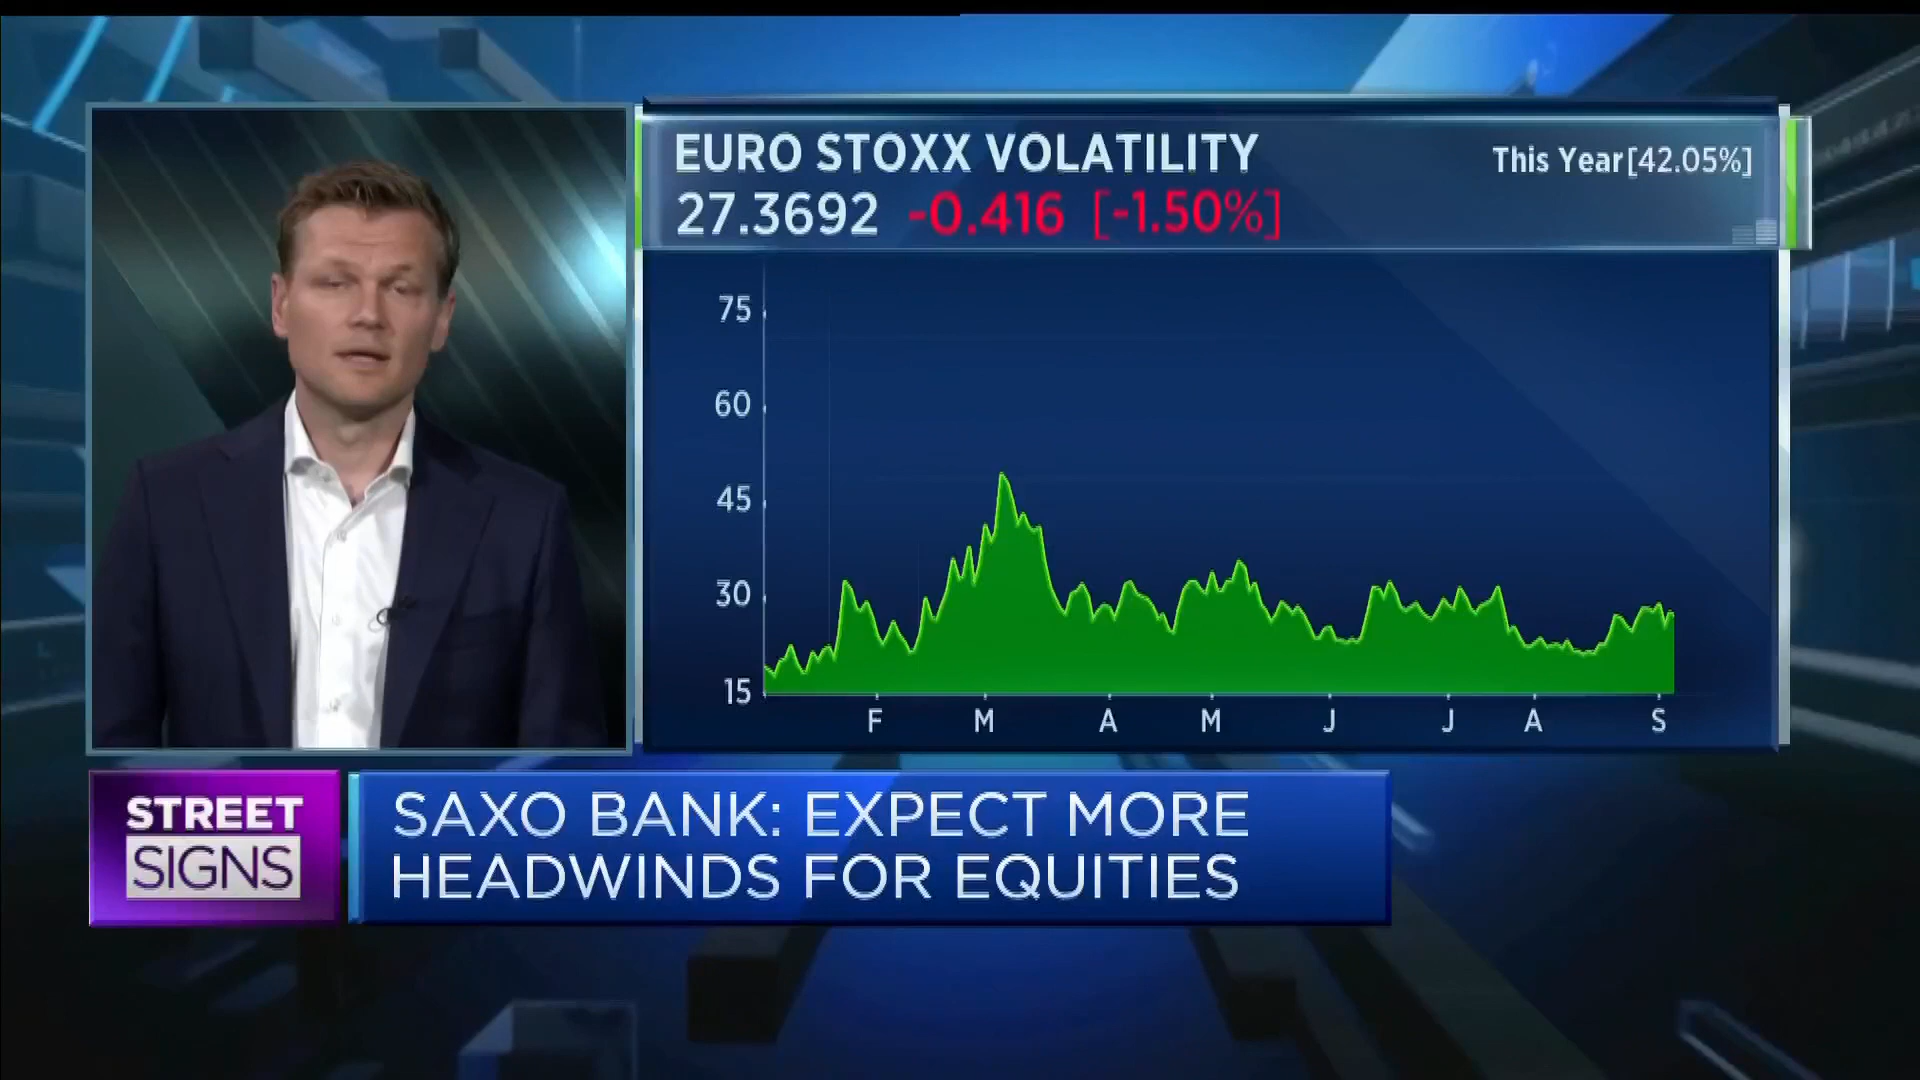 EURO STOXX VOLATILITY
This Year[42.05%]
27.3692 -0.416 [-1.50%]
75
60
45
30
15
F M A M J J A S
STREET
SIGNS
SAXO BANK: EXPECT MORE
HEADWINDS FOR EQUITIES